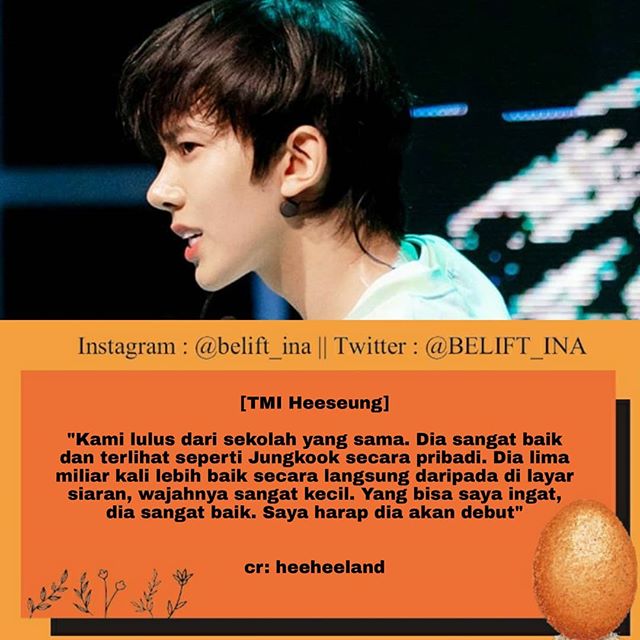 Instagram : @belift_ina || Twitter : @BELIFT_INA
[TMI Heeseung]
"Kami lulus dari sekolah yang sama. Dia sangat baik
dan terlihat seperti Jungkook secara pribadi. Dia lima
miliar kali lebih baik secara langsung daripada di layar
siaran, wajahnya sangat kecil. Yang bisa saya ingat,
dia sangat baik. Saya harap dia akan debut"
cr: heeheeland